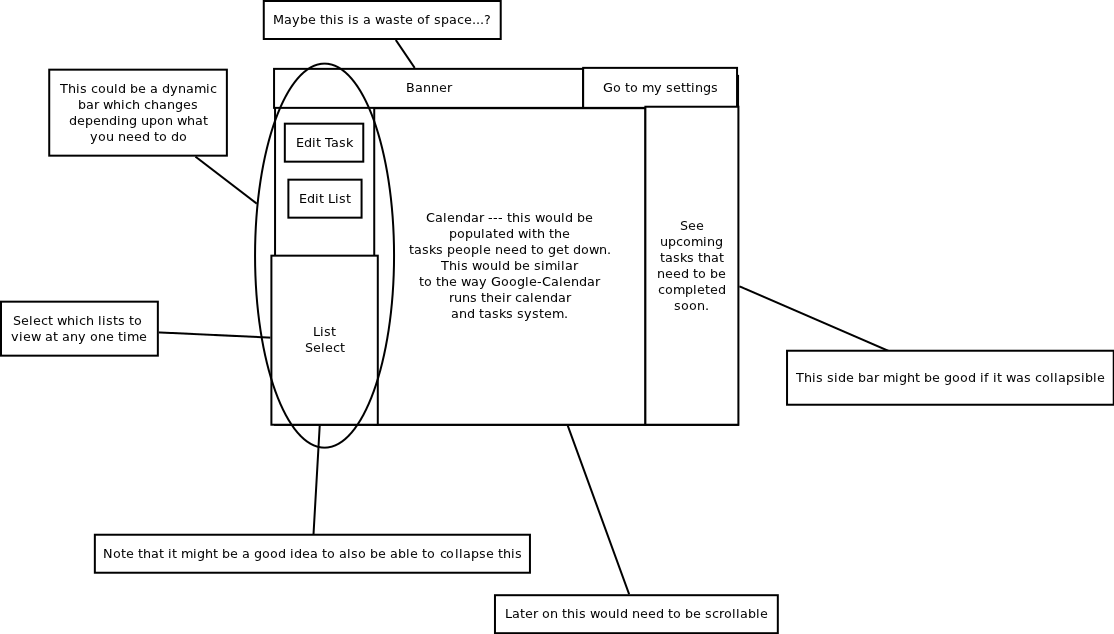 Maybe this is a waste of space...?
This could be a dynamic
bar which changes
depending upon what
you need to do
Banner
Go to my settings
Edit Task
Edit List
Calendar --- this would be
populated with the
tasks people need to get down.
This would be similar
to the way Google-Calendar
runs their calendar
and tasks system.
See
upcoming
tasks that
need to be
completed
soon.
Select which lists to
view at any one time
List
Select
This side bar might be good if it was collapsible
Note that it might be a good idea to also be able to collapse this
Later on this would need to be scrollable